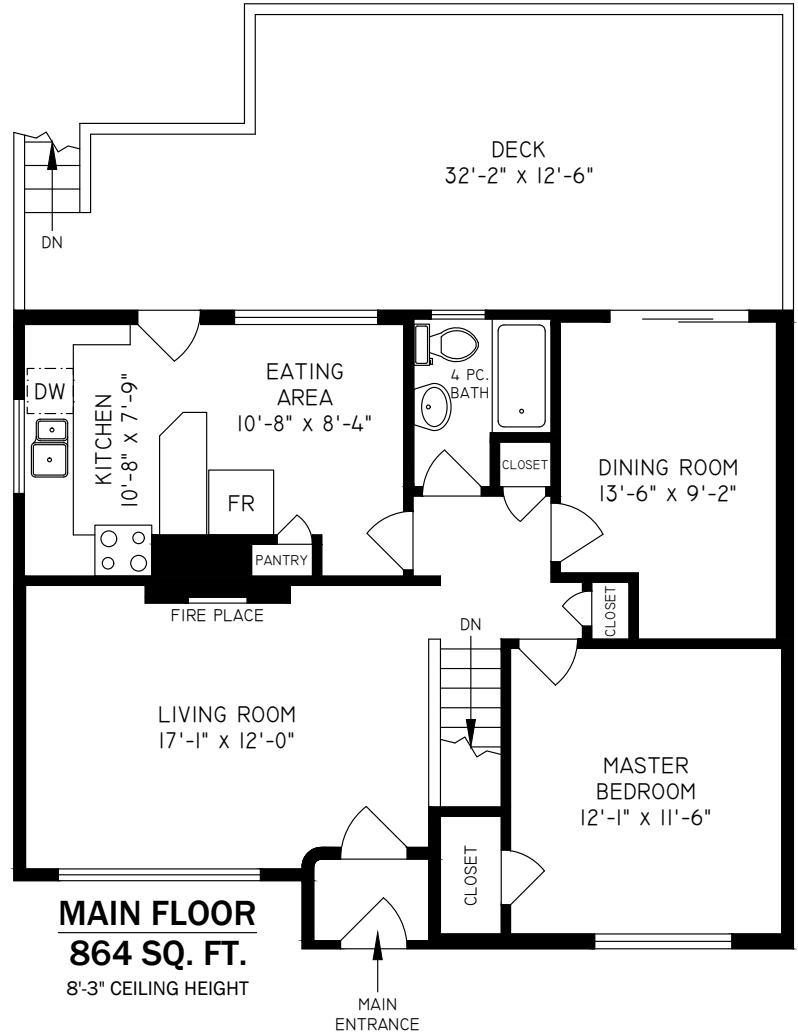 DECK
32'-2" X 12'-6"
DN
EATING
AREA
10'-8" X 8'-4"
4 PC.
BATH
DW
KITCHEN
10'-8" X 7'-9"
CLOSET
DINING ROOM
13'-6" X 9'-2"
FR
PANTRY
FIRE PLACE
CLOSET
DN
LIVING ROOM
17'-1" X 12'-0"
MASTER
BEDROOM
12'-1" X 11'-6"
CLOSET
MAIN FLOOR
864 SQ. FT.
8'-3" CEILING HEIGHT
MAIN
ENTRANCE